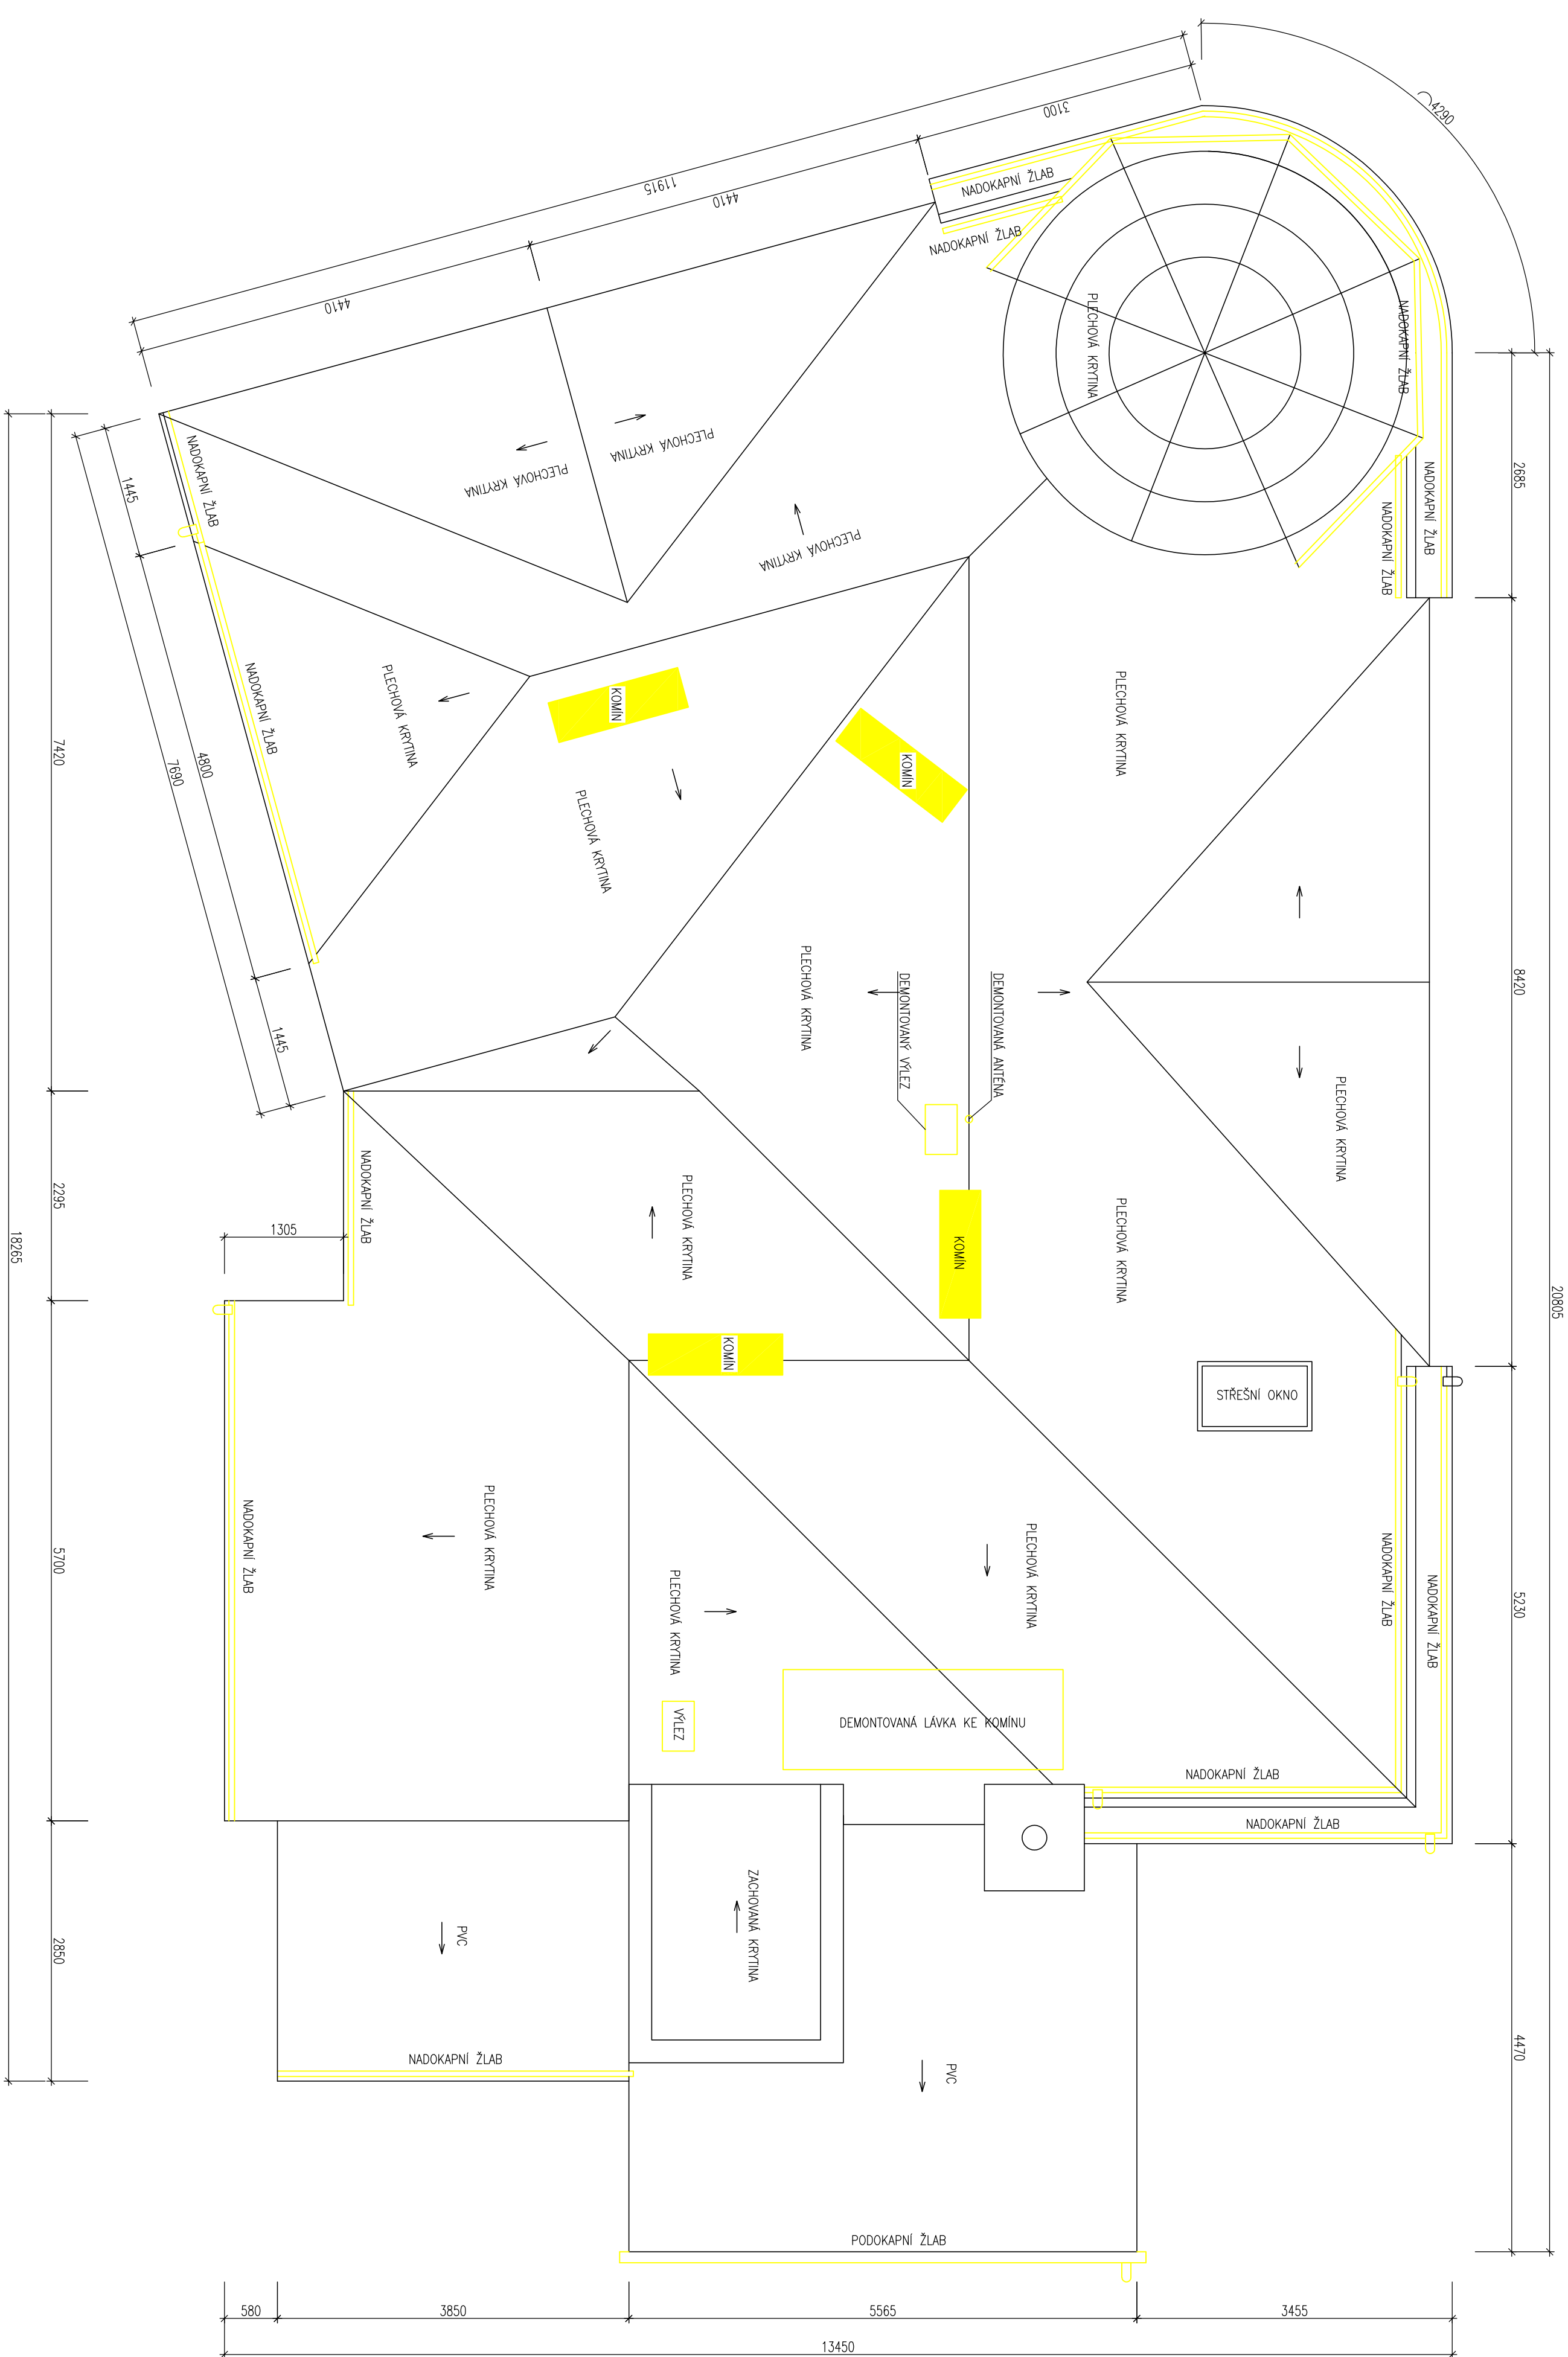 4290
3100
11915
4410
4410
NADOKAPNÍ ŽLAB
NADOKAPNÍ ŽLAB
PLECHOVÁ KRYTINA
NADOKAPNÍ ŽLAB
NADOKAPNÍ ŽLAB
NADOKAPNÍ ŽLAB
2685
PLECHOVÁ KRYTINA
PLECHOVÁ KRYTINA
PLECHOVÁ KRYTINA
NADOKAPNÍ ŽLAB
1445
NADOKAPNÍ ŽLAB
PLECHOVÁ KRYTINA
KOMÍN
KOMÍN
PLECHOVÁ KRYTINA
7420
7690
4800
PLECHOVÁ KRYTINA
PLECHOVÁ KRYTINA
DEMONTOVANÝ VÝLEZ
DEMONTOVANÁ ANTÉNA
8420
1445
PLECHOVÁ KRYTINA
2295
18265
1305
NADOKAPNÍ ŽLAB
PLECHOVÁ KRYTINA
KOMÍN
PLECHOVÁ KRYTINA
20805
KOMÍN
STŘEŠNÍ OKNO
5700
NADOKAPNÍ ŽLAB
PLECHOVÁ KRYTINA
PLECHOVÁ KRYTINA
PLECHOVÁ KRYTINA
NADOKAPNÍ ŽLAB
NADOKAPNÍ ŽLAB
5230
VÝLEZ
DEMONTOVANÁ LÁVKA KE KOMÍNU
NADOKAPNÍ ŽLAB
NADOKAPNÍ ŽLAB
2850
PVC
ZACHOVANÁ KRYTINA
NADOKAPNÍ ŽLAB
PVC
4470
PODOKAPNÍ ŽLAB
580
3850
5565
3455
13450